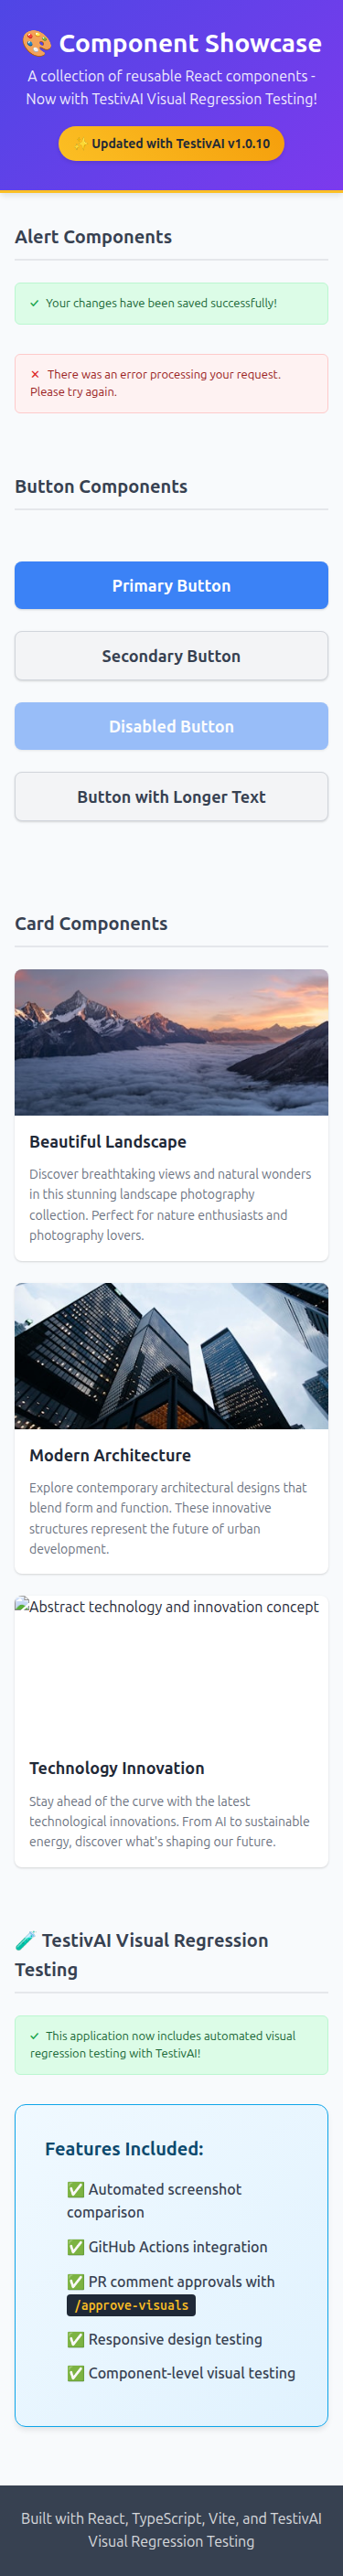 🎨 Component Showcase
A collection of reusable React components -
Now with TestivAI Visual Regression Testing!
✨ Updated with TestivAI v1.0.10
Alert Components
✓ Your changes have been saved successfully!
✕ There was an error processing your request.
Please try again.
Button Components
Primary Button
Secondary Button
Disabled Button
Button with Longer Text
Card Components
Beautiful Landscape
Discover breathtaking views and natural wonders
in this stunning landscape photography
collection. Perfect for nature enthusiasts and
photography lovers.
Modern Architecture
Explore contemporary architectural designs that
blend form and function. These innovative
structures represent the future of urban
development.
Abstract technology and innovation concept
Technology Innovation
Stay ahead of the curve with the latest
technological innovations. From AI to sustainable
energy, discover what's shaping our future.
🧪 TestivAI Visual Regression
Testing
✓ This application now includes automated visual
regression testing with TestivAI!
Features Included:
✅ Automated screenshot
comparison
✅ GitHub Actions integration
✅ PR comment approvals with
/approve-visuals
✅ Responsive design testing
✅ Component-level visual testing
Built with React, TypeScript, Vite, and TestivAI
Visual Regression Testing